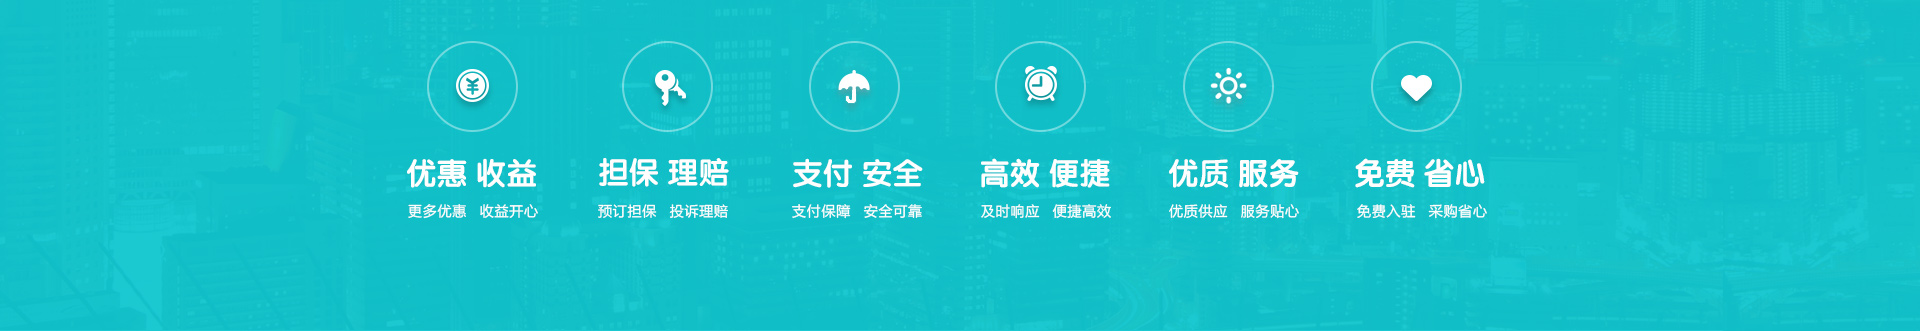 优惠 收益 担保 理赔 支付 安全 高效 便捷 优质 服务 免费 省心
更多优惠 收益开心 预订担保 投诉理赔 支付保障 安全可靠 及时响应 便捷高效 优质供应 服务贴心 免费入驻 采购省心